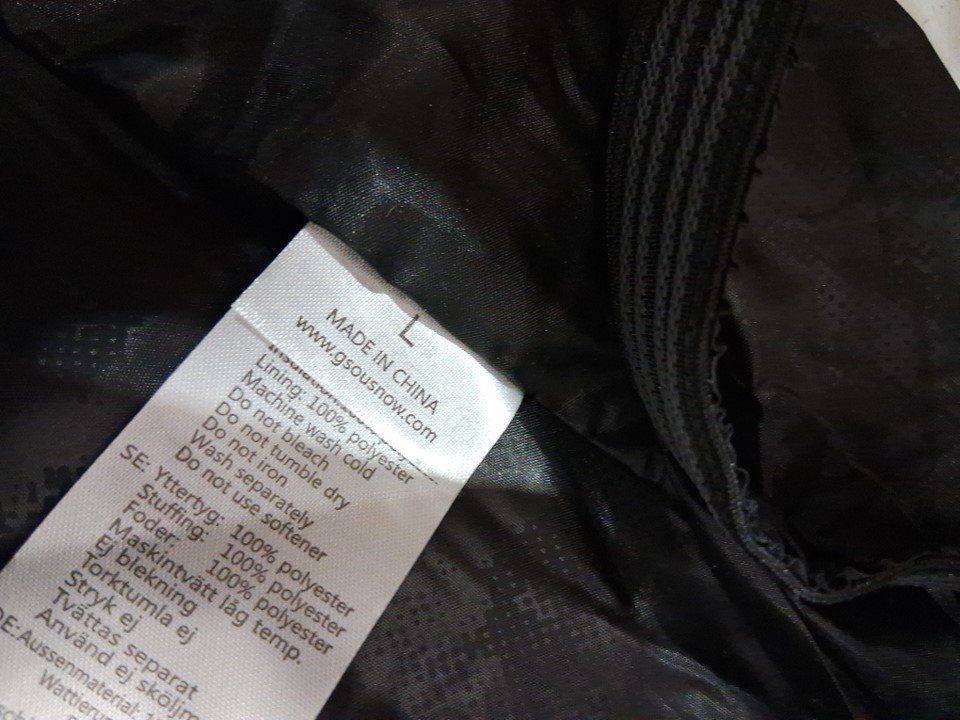 L
MADE IN CHINA
www.gsousnow.com
Lining: 100% polyester
Machine wash cold
Do not bleach
Do not tumble dry
Do not iron
Wash separately
Do not use softener
SE: Yttertyg: 100% polyester
Stuffing: 100% polyester
Foder: 100% polyester
Maskintvätt låg temp.
Ej blekning
Torktumla ej
Stryk ej
Tvättas separat
Använd ej sköljm
DE: Aussenmaterial: